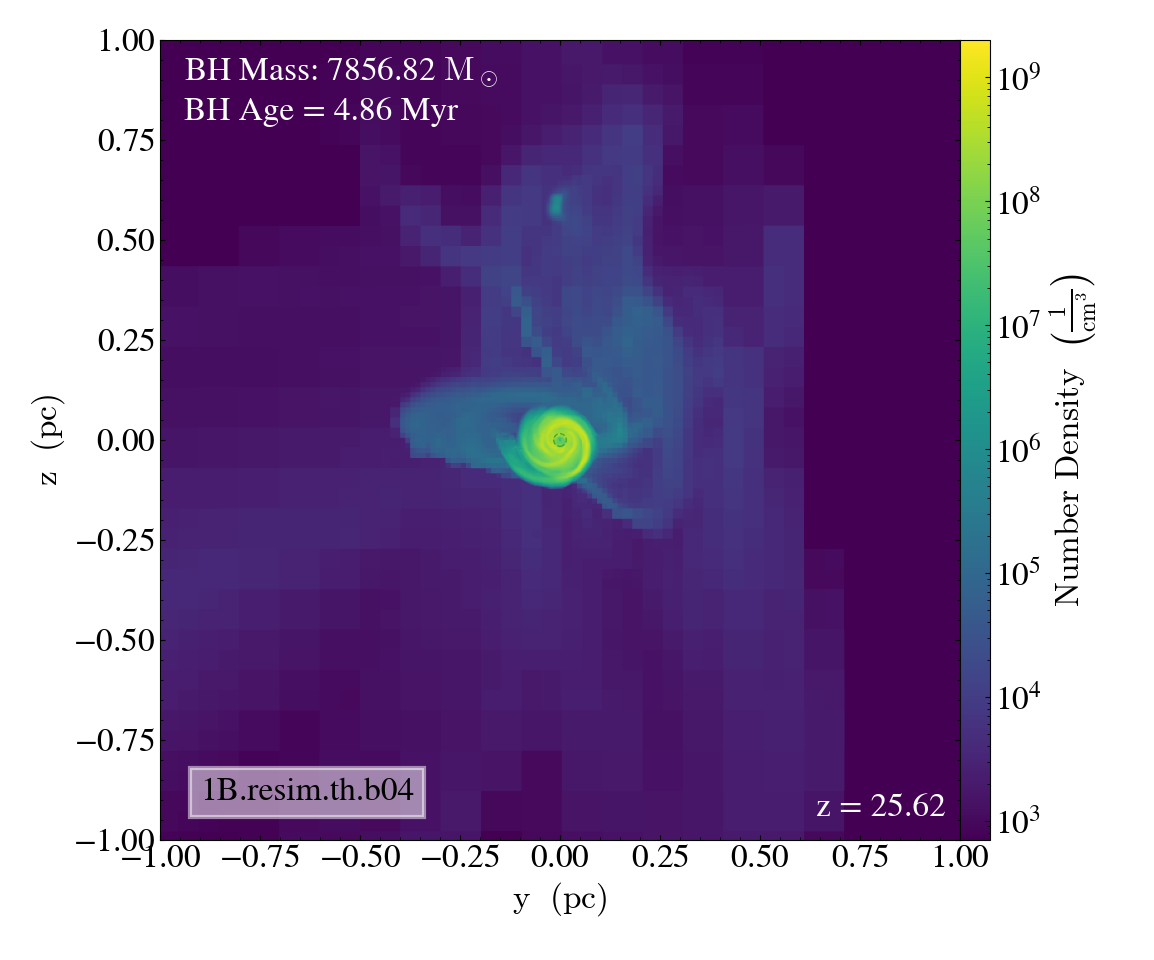 BH Mass: 7856.82 M⊙
BH Age = 4.86 Myr
1B.resim.th.b04
z = 25.62
1.00
0.75
0.50
0.25
0.00
−0.25
−0.50
−0.75
−1.00
z (pc)
−1.00 −0.75 −0.50 −0.25 0.00 0.25 0.50 0.75 1.00
y (pc)
10⁹
10⁸
10⁷
10⁶
10⁵
10⁴
10³
Number Density (1/cm³)